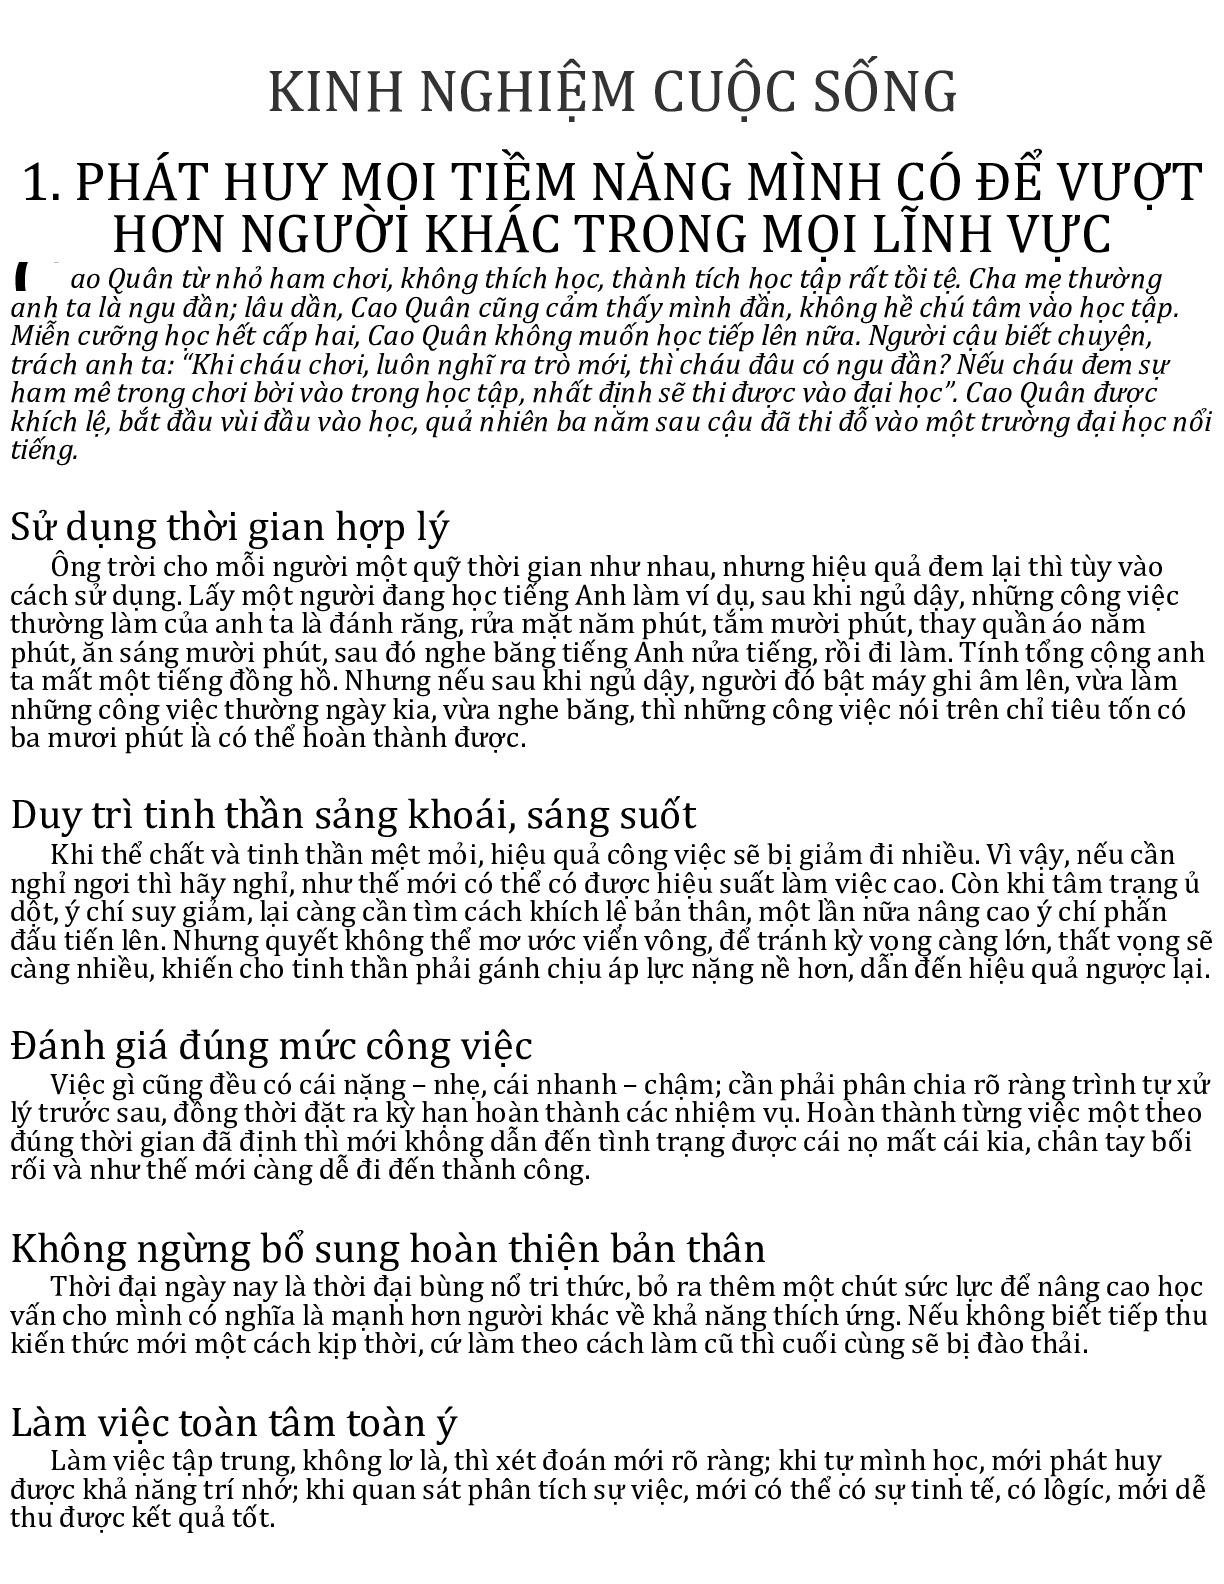 KINH NGHIỆM CUỘC SỐNG
1. PHÁT HUY MỌI TIỀM NĂNG MÌNH CÓ ĐỂ VƯỢT
HƠN NGƯỜI KHÁC TRONG MỌI LĨNH VỰC
Cao Quân từ nhỏ ham chơi, không thích học, thành tích học tập rất tồi tệ. Cha mẹ thường
anh ta là ngu đần; lâu dần, Cao Quân cũng cảm thấy mình đần, không hề chú tâm vào học tập.
Miễn cưỡng học hết cấp hai, Cao Quân không muốn học tiếp lên nữa. Người cậu biết chuyện,
trách anh ta: “Khi cháu chơi, luôn nghĩ ra trò mới, thì cháu đâu có ngu đần? Nếu cháu đem sự
ham mê trong chơi bời vào trong học tập, nhất định sẽ thi được vào đại học”. Cao Quân được
khích lệ, bắt đầu vùi đầu vào học, quả nhiên ba năm sau cậu đã thi đỗ vào một trường đại học nổi
tiếng.
Sử dụng thời gian hợp lý
Ông trời cho mỗi người một quỹ thời gian như nhau, nhưng hiệu quả đem lại thì tùy vào
cách sử dụng. Lấy một người đang học tiếng Anh làm ví dụ, sau khi ngủ dậy, những công việc
thường làm của anh ta là đánh răng, rửa mặt năm phút, tắm mười phút, thay quần áo năm
phút, ăn sáng mười phút, sau đó nghe băng tiếng Anh nửa tiếng, rồi đi làm. Tính tổng cộng anh
ta mất một tiếng đồng hồ. Nhưng nếu sau khi ngủ dậy, người đó bật máy ghi âm lên, vừa làm
những công việc thường ngày kia, vừa nghe băng, thì những công việc nói trên chỉ tiêu tốn có
ba mươi phút là có thể hoàn thành được.
Duy trì tinh thần sảng khoái, sáng suốt
Khi thể chất và tinh thần mệt mỏi, hiệu quả công việc sẽ bị giảm đi nhiều. Vì vậy, nếu cần
nghỉ ngơi thì hãy nghỉ, như thế mới có thể có được hiệu suất làm việc cao. Còn khi tâm trạng ủ
dột, ý chí suy giảm, lại càng cần tìm cách khích lệ bản thân, một lần nữa nâng cao ý chí phấn
đấu tiến lên. Nhưng quyết không thể mơ ước viển vông, để tránh kỳ vọng càng lớn, thất vọng sẽ
càng nhiều, khiến cho tinh thần phải gánh chịu áp lực nặng nề hơn, dẫn đến hiệu quả ngược lại.
Đánh giá đúng mức công việc
Việc gì cũng đều có cái nặng – nhẹ, cái nhanh – chậm; cần phải phân chia rõ ràng trình tự xử
lý trước sau, đồng thời đặt ra kỳ hạn hoàn thành các nhiệm vụ. Hoàn thành từng việc một theo
đúng thời gian đã định thì mới không dẫn đến tình trạng được cái nọ mất cái kia, chân tay bối
rối và như thế mới càng dễ đi đến thành công.
Không ngừng bổ sung hoàn thiện bản thân
Thời đại ngày nay là thời đại bùng nổ tri thức, bỏ ra thêm một chút sức lực để nâng cao học
vấn cho mình có nghĩa là mạnh hơn người khác về khả năng thích ứng. Nếu không biết tiếp thu
kiến thức mới một cách kịp thời, cứ làm theo cách làm cũ thì cuối cùng sẽ bị đào thải.
Làm việc toàn tâm toàn ý
Làm việc tập trung, không lơ là, thì xét đoán mới rõ ràng; khi tự mình học, mới phát huy
được khả năng trí nhớ; khi quan sát phân tích sự việc, mới có thể có sự tinh tế, có lôgíc, mới dễ
thu được kết quả tốt.